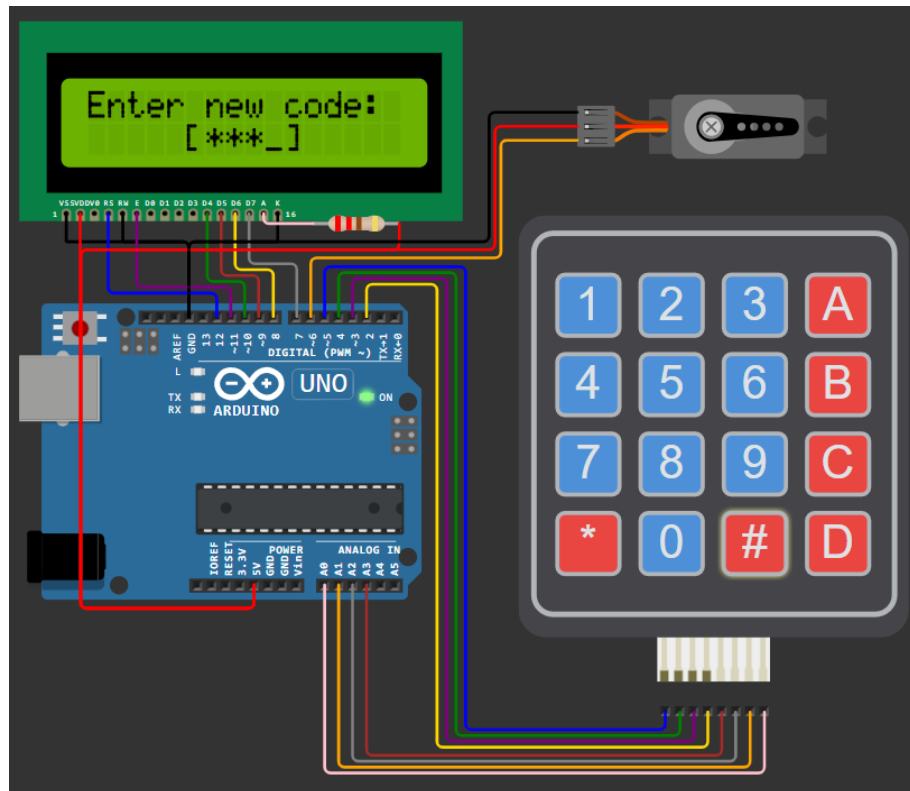 Enter new code:
[***_]
VSS VDD V0 RS RW E D0 D1 D2 D3 D4 D5 D6 D7 A K
1 16
AREF GND 13 12 ~11 ~10 ~9 8 7 ~6 ~5 4 ~3 2 TX→1 RX←0
DIGITAL (PWM ~)
L
TX
RX
UNO
ARDUINO
ON
IOREF RESET 3.3V 5V GND GND Vin
POWER
ANALOG IN
A0 A1 A2 A3 A4 A5
1 2 3 A
4 5 6 B
7 8 9 C
* 0 # D